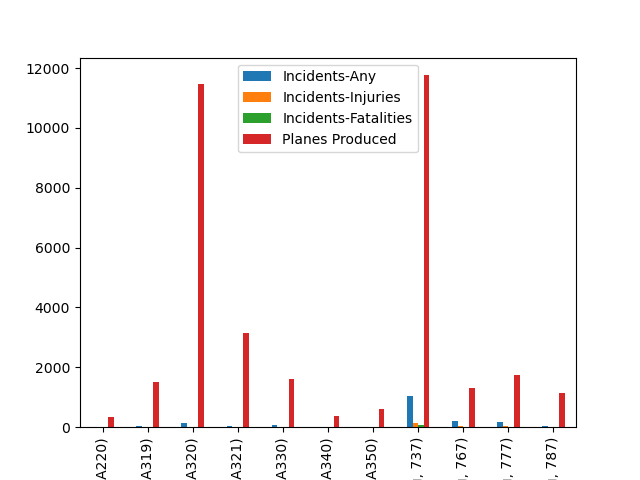 12000
10000
8000
6000
4000
2000
0
Incidents-Any
Incidents-Injuries
Incidents-Fatalities
Planes Produced
A220)
A319)
A320)
A321)
A330)
A340)
A350)
, 737)
, 767)
, 777)
, 787)